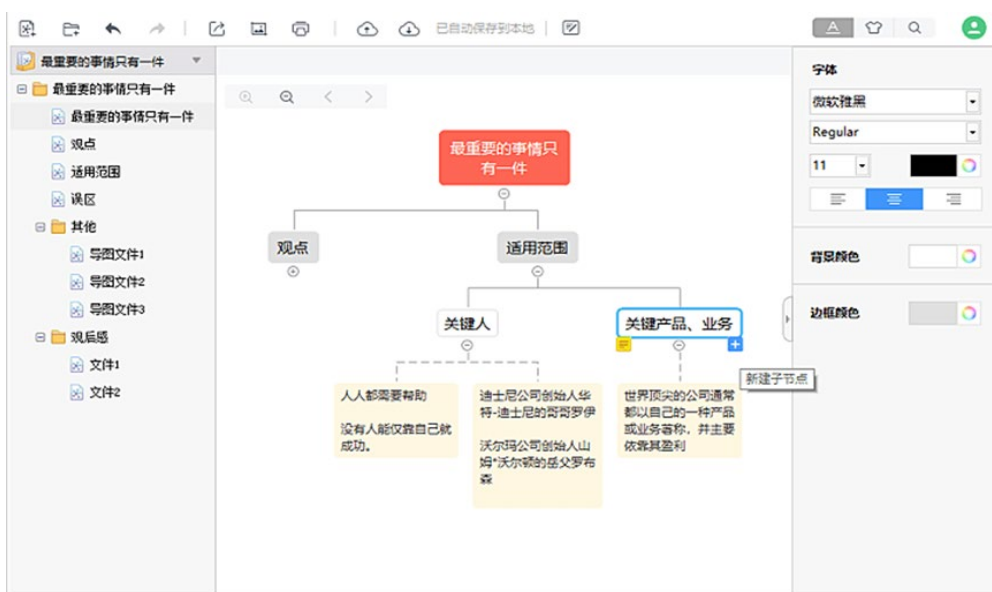 已自动保存到本地
A
最重要的事情只有一件
最重要的事情只有一件
最重要的事情只有一件
观点
适用范围
误区
其他
导图文件1
导图文件2
导图文件3
观后感
文件1
文件2
最重要的事情只
有一件
观点
适用范围
关键人
关键产品、业务
新建子节点
人人都需要帮助
没有人能仅靠自己就
成功。
迪士尼公司创始人华
特-迪士尼的哥哥罗伊
沃尔玛公司创始人山
姆*沃尔顿的岳父罗布
森
世界顶尖的公司通常
都以自己的一种产品
或业务著称，并主要
依靠其盈利
字体
微软雅黑
Regular
11
背景颜色
边框颜色